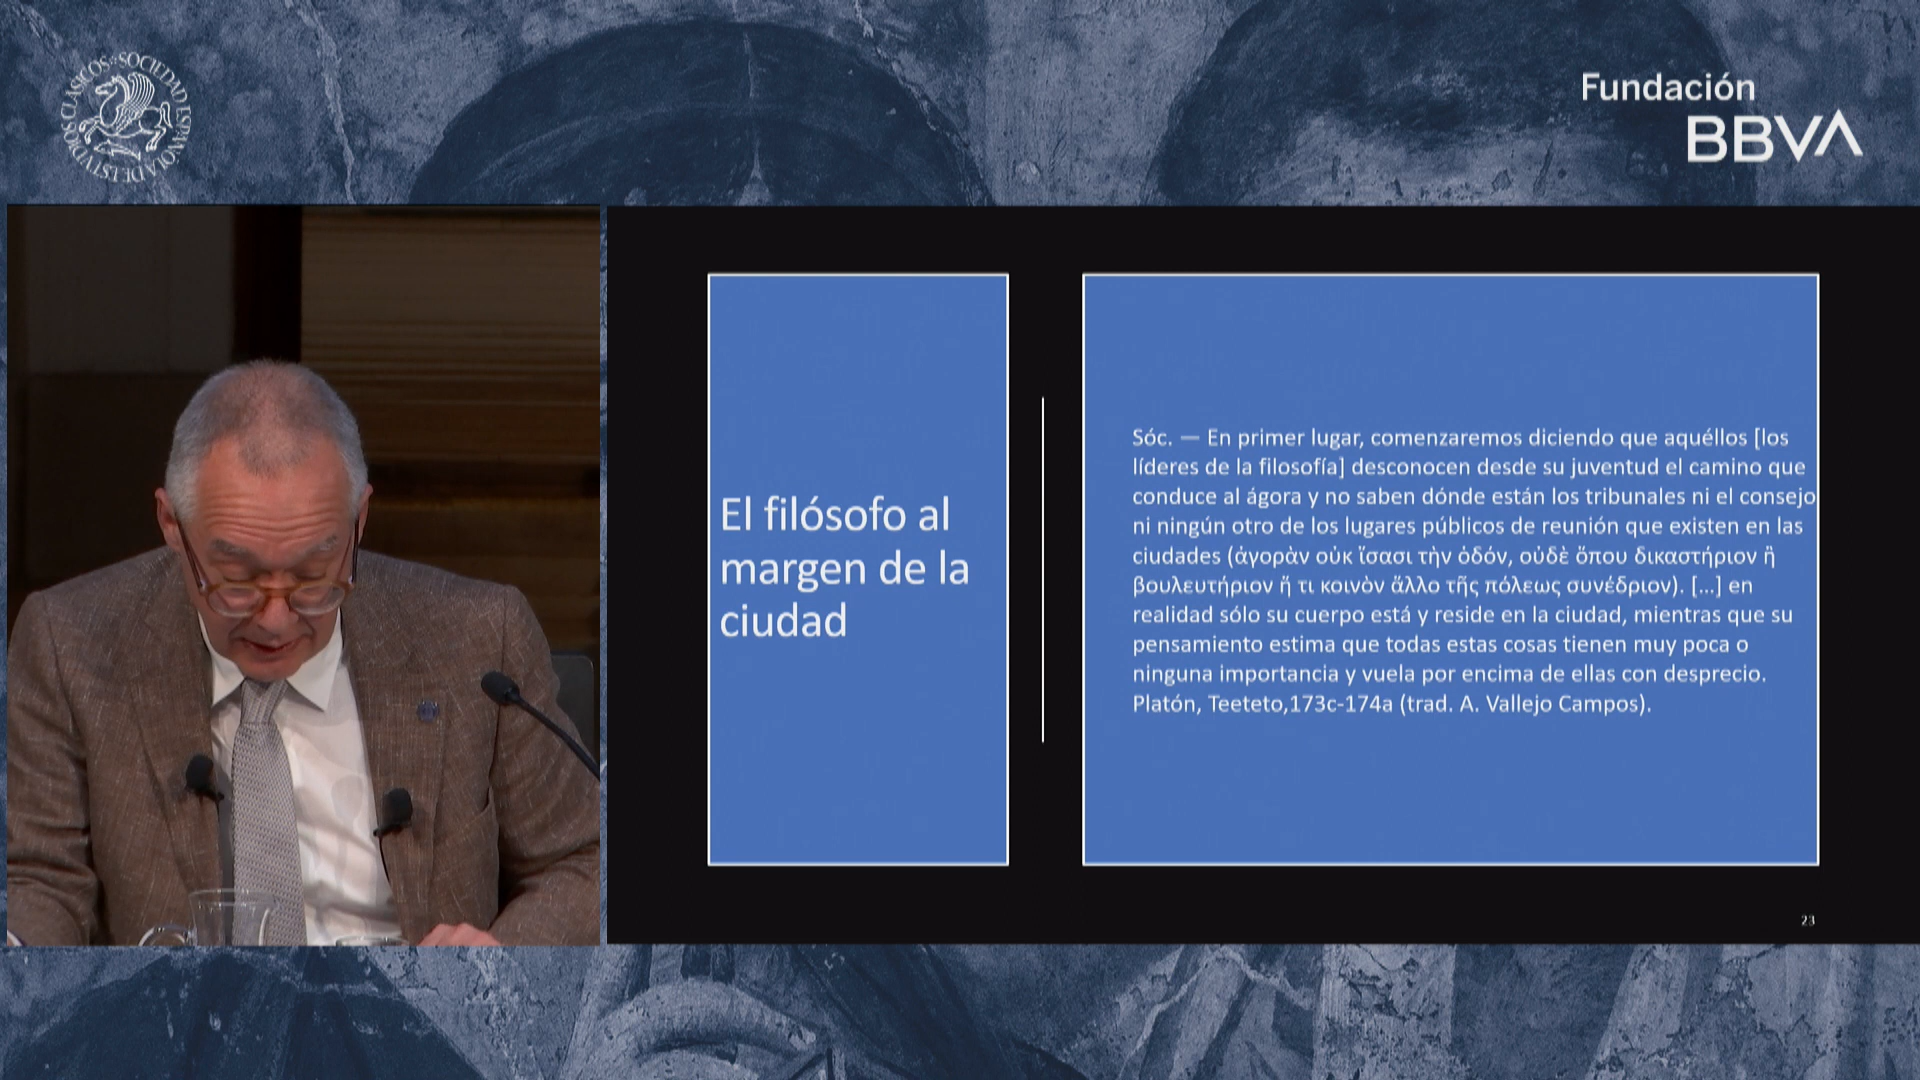 SOCIEDAD ESPAÑOLA DE ESTVDIOS CLASICOS
Fundación
BBVA
El filósofo al
margen de la
ciudad
Sóc. — En primer lugar, comenzaremos diciendo que aquéllos [los
líderes de la filosofía] desconocen desde su juventud el camino que
conduce al ágora y no saben dónde están los tribunales ni el consejo
ni ningún otro de los lugares públicos de reunión que existen en las
ciudades (ἀγορὰν οὐκ ἴσασι τὴν ὁδόν, οὐδὲ ὅπου δικαστήριον ἢ
βουλευτήριον ἤ τι κοινὸν ἄλλο τῆς πόλεως συνέδριον). [...] en
realidad sólo su cuerpo está y reside en la ciudad, mientras que su
pensamiento estima que todas estas cosas tienen muy poca o
ninguna importancia y vuela por encima de ellas con desprecio.
Platón, Teeteto,173c-174a (trad. A. Vallejo Campos).
23